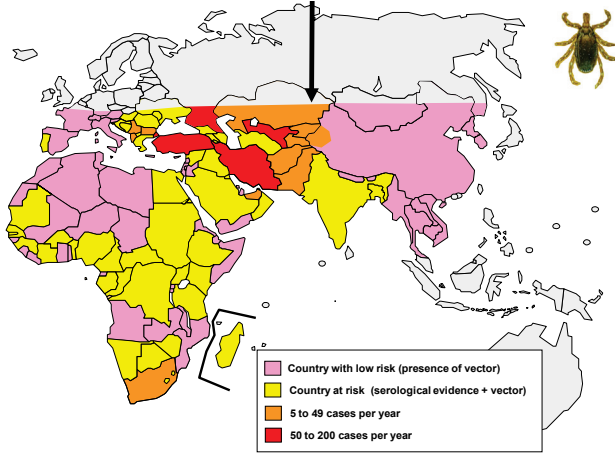 Country with low risk (presence of vector)
Country at risk (serological evidence + vector)
5 to 49 cases per year
50 to 200 cases per year